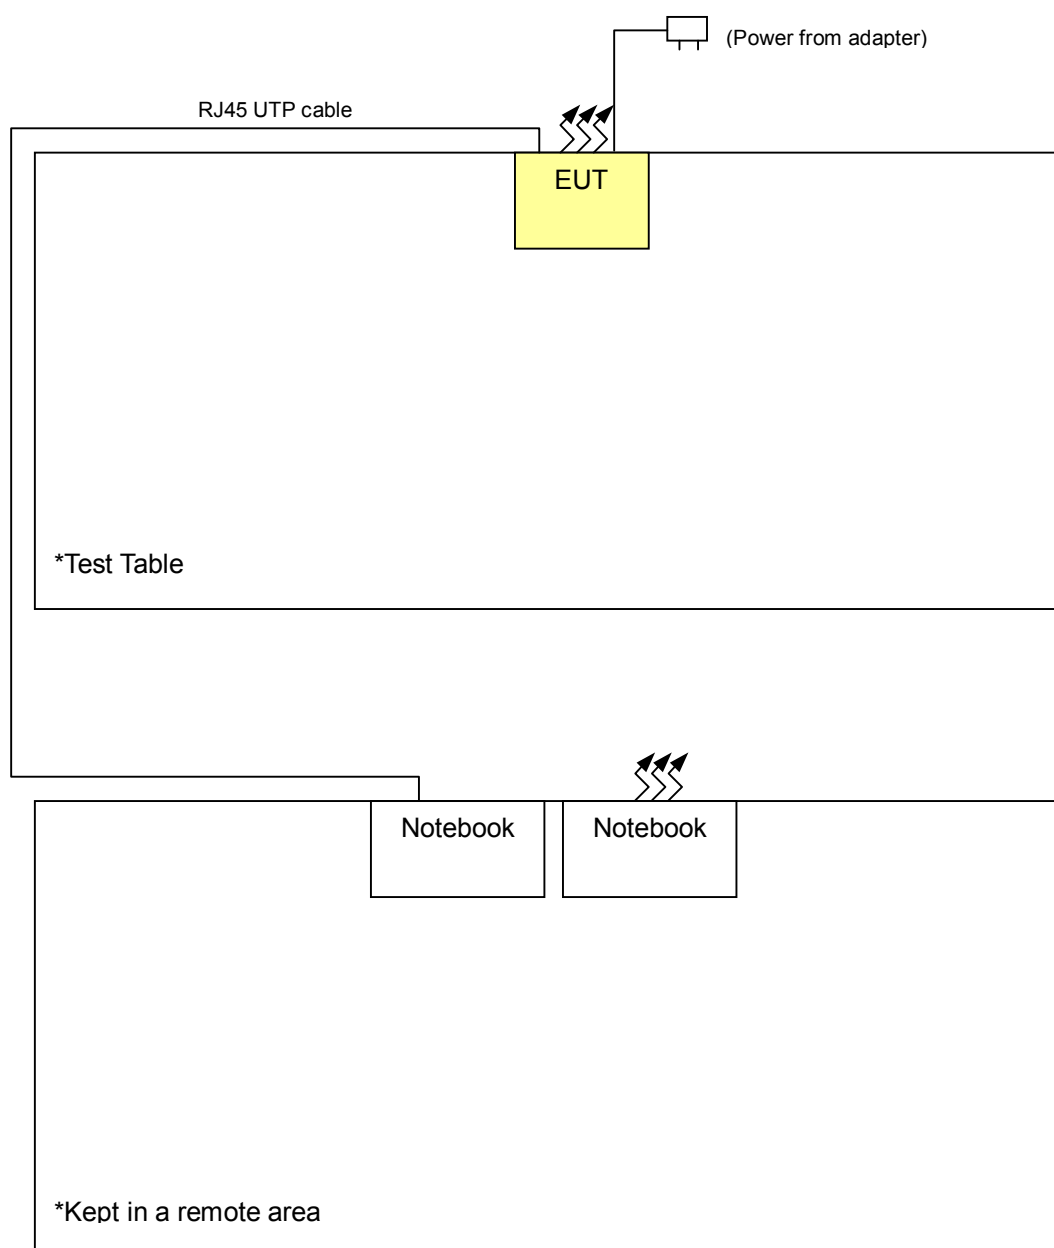 (Power from adapter)
RJ45 UTP cable
EUT
*Test Table
Notebook
Notebook
*Kept in a remote area